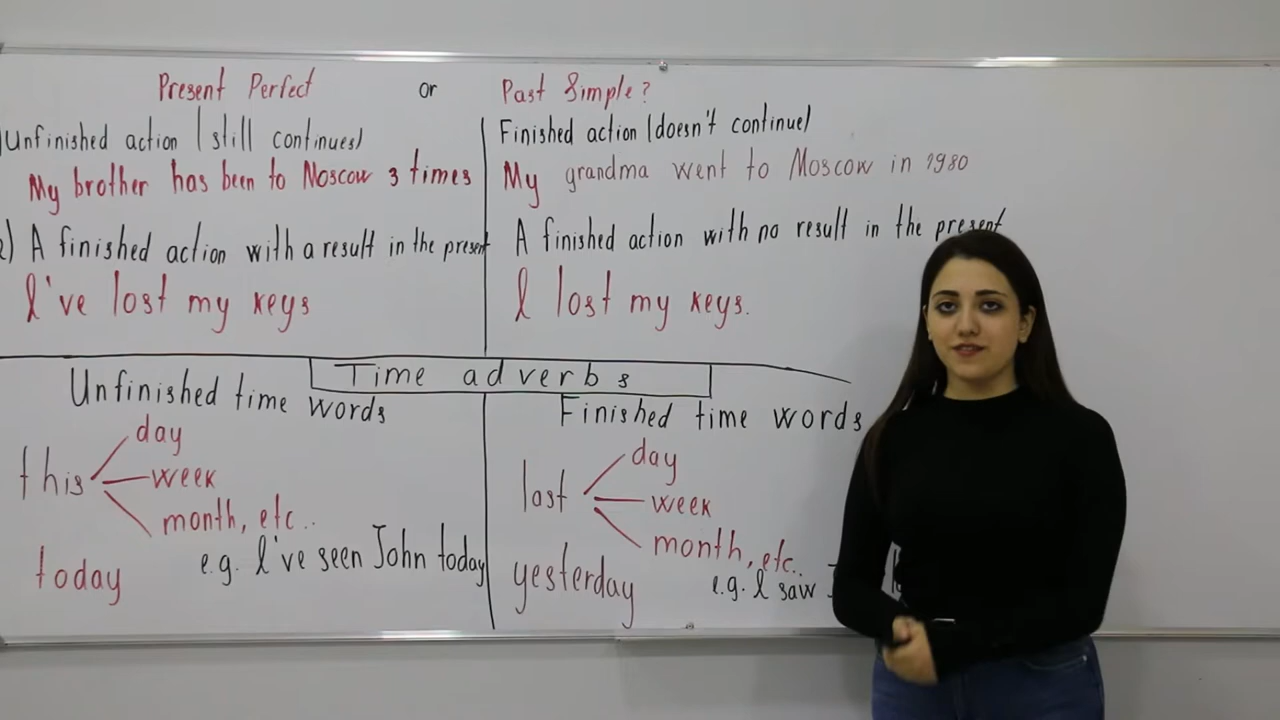 Present Perfect or Past Simple?
Unfinished action (still continues)
My brother has been to Moscow 3 times
2) A finished action with a result in the present
I've lost my keys
Finished action (doesn't continue)
My grandma went to Moscow in 1980
A finished action with no result in the present
I lost my keys.
Time adverbs
Unfinished time words
day
this week
month, etc..
today
e.g. I've seen John today
Finished time words
day
last week
month, etc..
yesterday
e.g. I saw